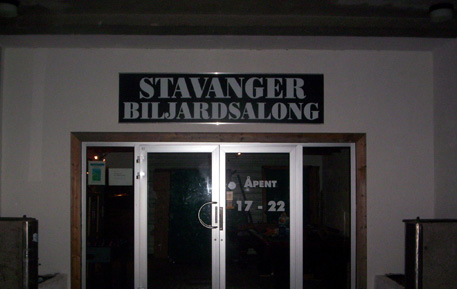 STAVANGER
BILJARDSALONG
ÅPENT
17 - 22